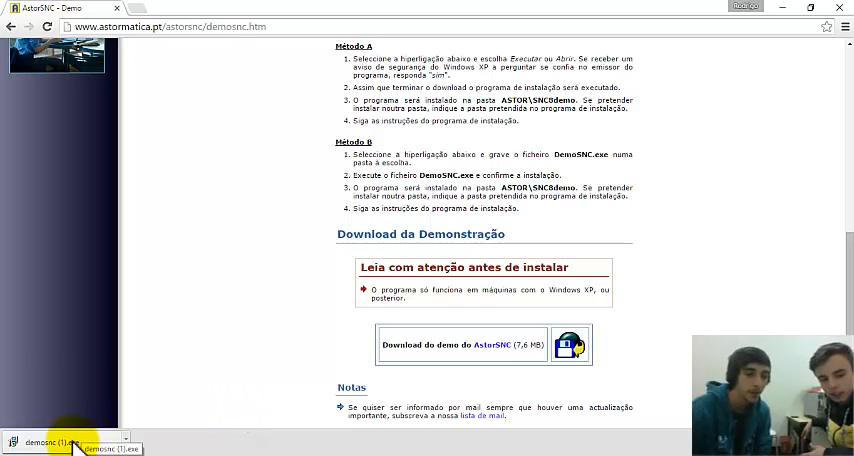 AstorSNC - Demo
Rodrigo
www.astormatica.pt/astorsnc/demosnc.htm
Método A
1. Seleccione a hiperligação abaixo e escolha Executar ou Abrir. Se receber um
aviso de segurança do Windows XP a perguntar se confia no emissor do
programa, responda "sim".
2. Assim que terminar o download o programa de instalação será executado.
3. O programa será instalado na pasta ASTOR\SNC8demo. Se pretender
instalar noutra pasta, indique a pasta pretendida no programa de instalação.
4. Siga as instruções do programa de instalação.
Método B
1. Seleccione a hiperligação abaixo e grave o ficheiro DemoSNC.exe numa
pasta à escolha.
2. Execute o ficheiro DemoSNC.exe e confirme a instalação.
3. O programa será instalado na pasta ASTOR\SNC8demo. Se pretender
instalar noutra pasta, indique a pasta pretendida no programa de instalação.
4. Siga as instruções do programa de instalação.
Download da Demonstração
Leia com atenção antes de instalar
O programa só funciona em máquinas com o Windows XP, ou
posterior.
Download do demo do AstorSNC (7,6 MB)
Notas
Se quiser ser informado por mail sempre que houver uma actualização
importante, subscreva a nossa lista de mail.
demosnc (1).exe
demosnc (1).exe